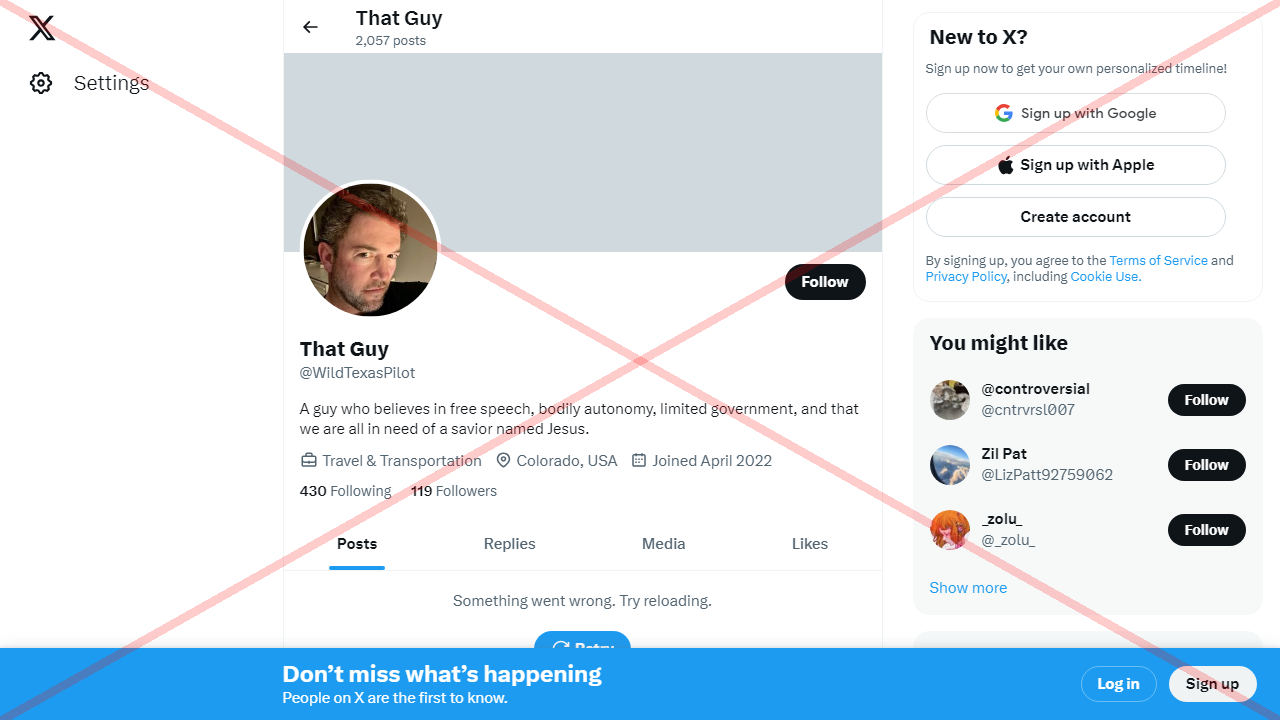 Settings
That Guy
2,057 posts
Follow
That Guy
@WildTexasPilot
A guy who believes in free speech, bodily autonomy, limited government, and that
we are all in need of a savior named Jesus.
Travel & Transportation Colorado, USA Joined April 2022
430 Following 119 Followers
Posts Replies Media Likes
Something went wrong. Try reloading.
Retry
New to X?
Sign up now to get your own personalized timeline!
Sign up with Google
Sign up with Apple
Create account
By signing up, you agree to the Terms of Service and
Privacy Policy, including Cookie Use.
You might like
@controversial
@cntrvrsl007
Follow
Zil Pat
@LizPatt92759062
Follow
_zolu_
@_zolu_
Follow
Show more
Don’t miss what’s happening
People on X are the first to know.
Log in
Sign up